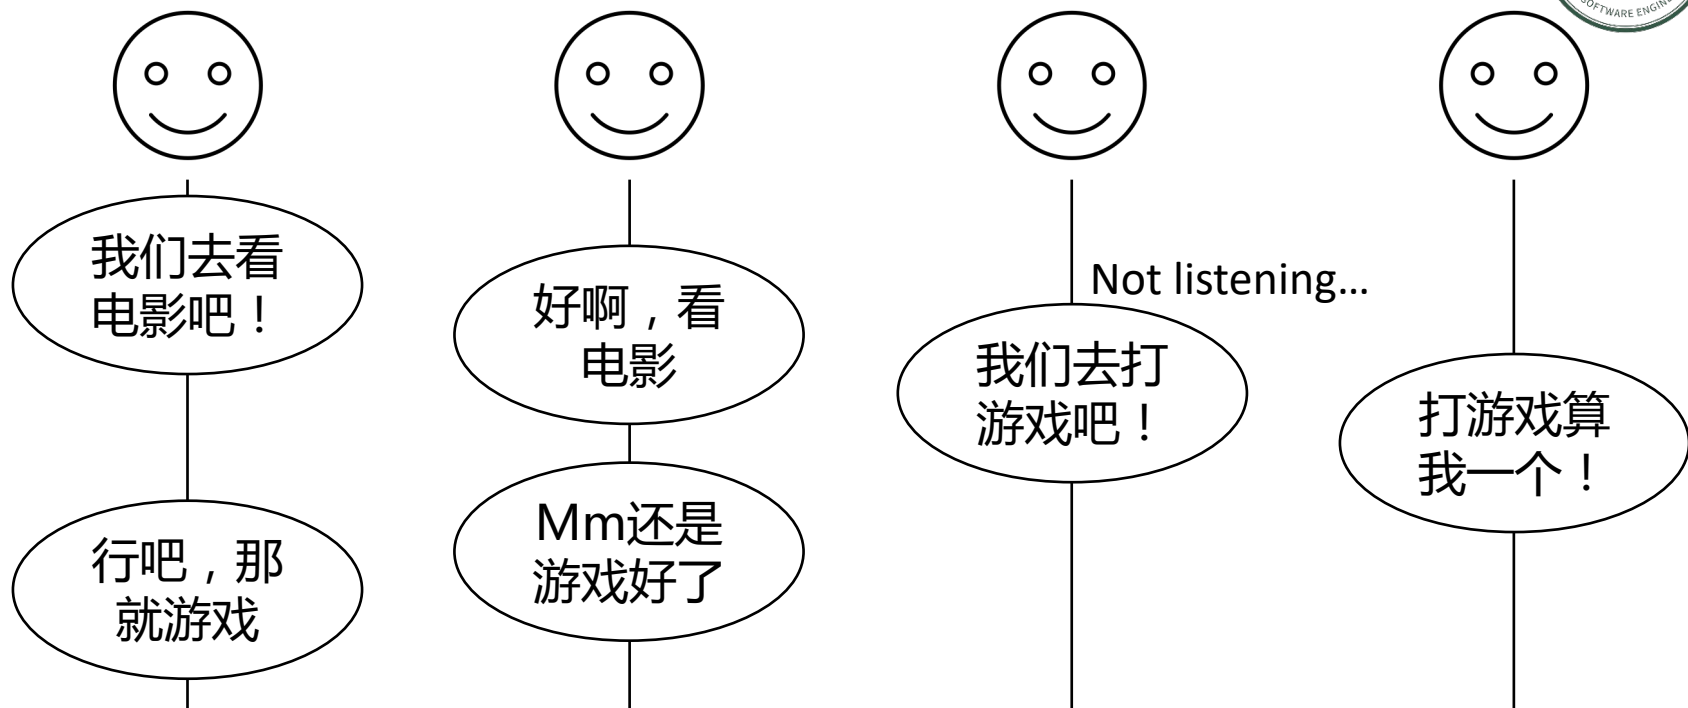 SOFTWARE ENGIN
我们去看
电影吧！
好啊，看
电影
Not listening…
我们去打
游戏吧！
打游戏算
我一个！
Mm还是
游戏好了
行吧，那
就游戏